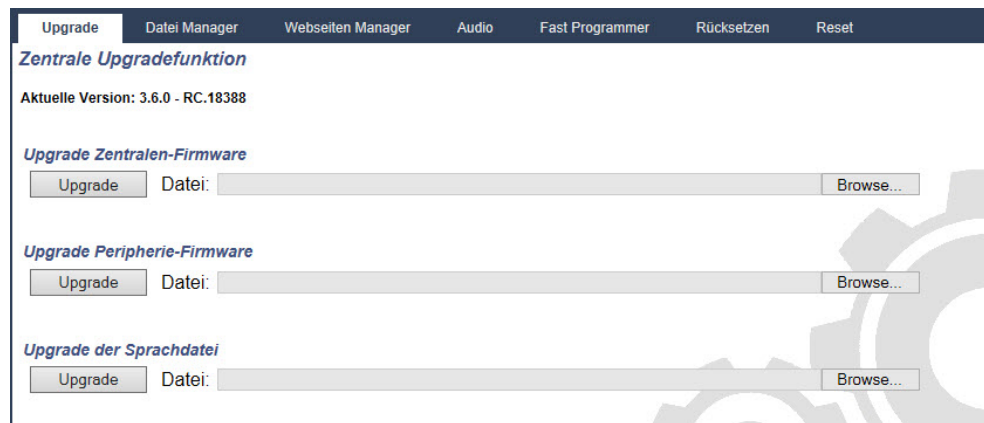 Upgrade Datei Manager Webseiten Manager Audio Fast Programmer Rücksetzen Reset
Zentrale Upgradefunktion
Aktuelle Version: 3.6.0 - RC.18388
Upgrade Zentralen-Firmware
Upgrade Datei: Browse...
Upgrade Peripherie-Firmware
Upgrade Datei: Browse...
Upgrade der Sprachdatei
Upgrade Datei: Browse...